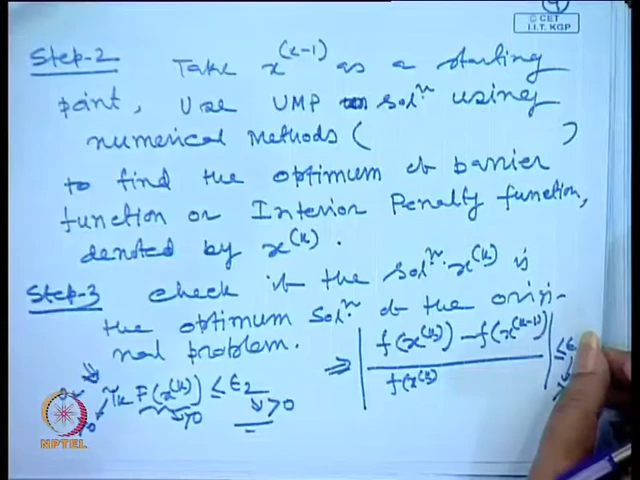 © CET
I.I.T. KGP
Step-2 Take x^(k-1) as a starting
point, Use UMP solⁿ using
numerical methods ( )
to find the optimum of barrier
function or Interior Penalty function,
denoted by x^(k).
Step-3 Check if the solⁿ x^(k) is
the optimum solⁿ of the origi-
nal problem. ⇒ | f(x^(k)) - f(x^(k-1)) / f(x^(k)) | ≤ ε
r_k F(x^(k)) ≤ ε_2
>0 >0
NPTEL